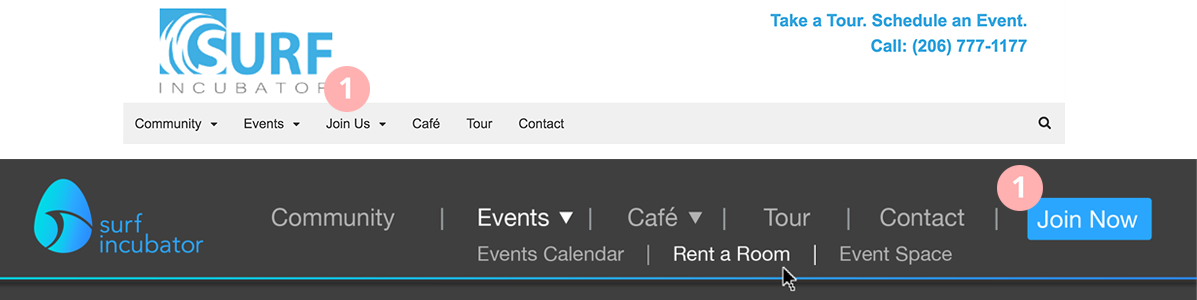 Take a Tour. Schedule an Event.
SURF
Call: (206) 777-1177
INCUBATOR
1
Community Events Join Us Café Tour Contact
1
surf
incubator
Community | Events | Café | Tour | Contact | Join Now
Events Calendar | Rent a Room | Event Space